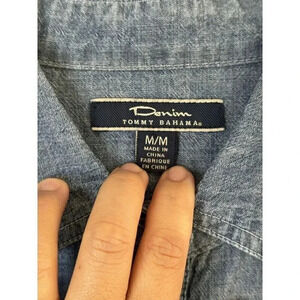 Denim
TOMMY BAHAMA®
M/M
MADE IN
CHINA
FABRIQUE
EN CHINE